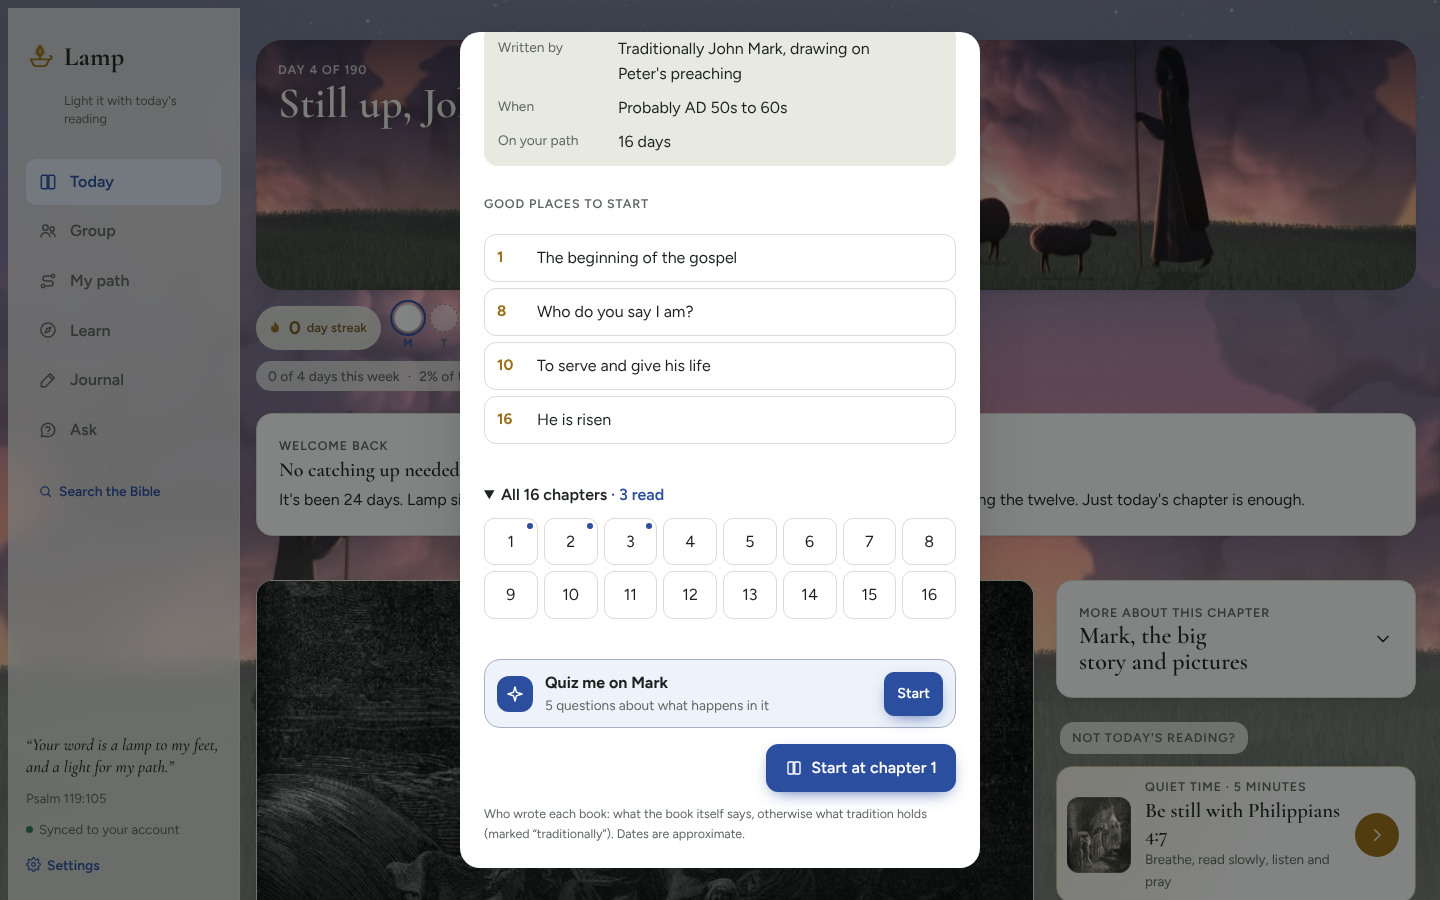 Lamp
Light it with today's
reading
Today
Group
My path
Learn
Journal
Ask
Search the Bible
“Your word is a lamp to my feet,
and a light for my path.”
Psalm 119:105
Synced to your account
Settings
DAY 4 OF 190
Still up,
0 day streak
M
T
0 of 4 days this week · 2% of
WELCOME BACK
No catching up needed
It's been 24 days. Lamp
ng the twelve. Just today's chapter is enough.
Written by
Traditionally John Mark, drawing on
Peter's preaching
When
Probably AD 50s to 60s
On your path
16 days
GOOD PLACES TO START
1 The beginning of the gospel
8 Who do you say I am?
10 To serve and give his life
16 He is risen
▼ All 16 chapters · 3 read
1 2 3 4 5 6 7 8
9 10 11 12 13 14 15 16
Quiz me on Mark
5 questions about what happens in it
Start
Start at chapter 1
Who wrote each book: what the book itself says, otherwise what tradition holds
(marked “traditionally”). Dates are approximate.
MORE ABOUT THIS CHAPTER
Mark, the big
story and pictures
NOT TODAY'S READING?
QUIET TIME · 5 MINUTES
Be still with Philippians
4:7
Breathe, read slowly, listen and
pray